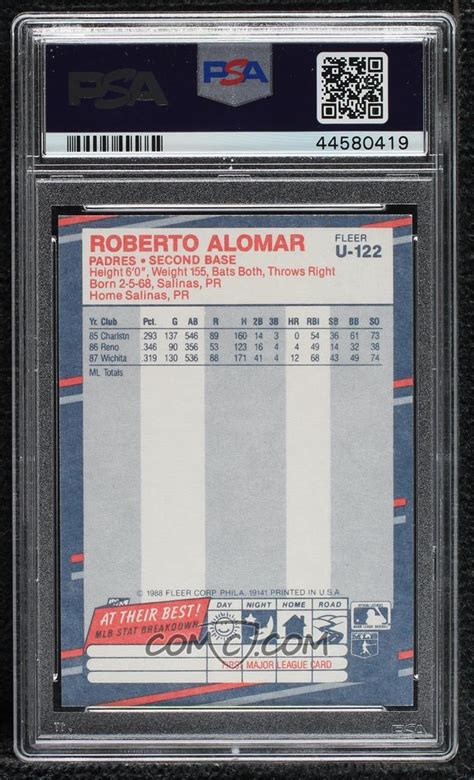 PSA PSA
44580419
ROBERTO ALOMAR FLEER
PADRES • SECOND BASE U-122
Height 6'0", Weight 155, Bats Both, Throws Right
Born 2-5-68, Salinas, PR
Home Salinas, PR
Yr. Club Pct. G AB R H 2B 3B HR RBI SB BB SO
85 Charlstn .293 137 546 89 160 14 3 0 54 36 61 73
86 Reno .346 90 356 53 123 16 4 4 49 14 32 38
87 Wichita .319 130 536 88 171 41 4 12 68 43 49 74
ML Totals
© 1988 FLEER CORP. PHILA. 19141 PRINTED IN U.S.A.
AT THEIR BEST! DAY NIGHT HOME ROAD
MLB STAT BREAKDOWN
COMC.COM
FIRST MAJOR LEAGUE CARD
PSA